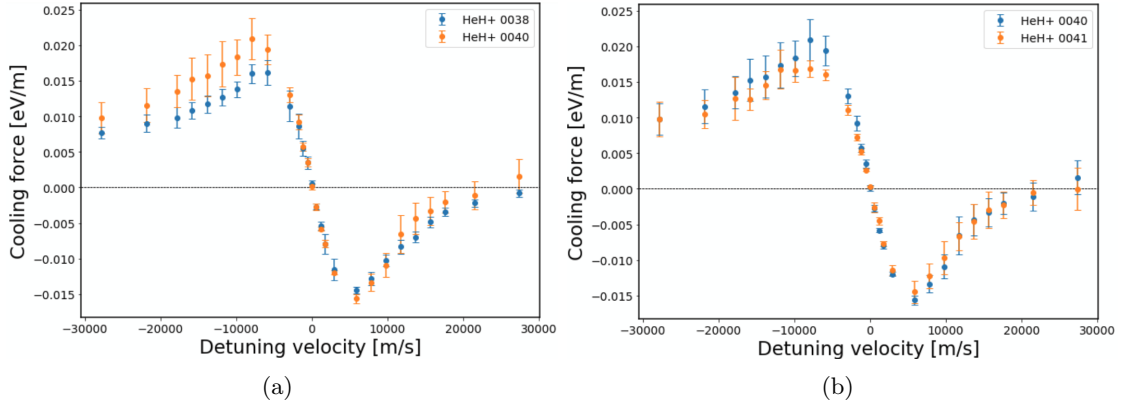 HeH+ 0038
HeH+ 0040
0.025
0.020
0.015
0.010
0.005
0.000
−0.005
−0.010
−0.015
Cooling force [eV/m]
−30000 −20000 −10000 0 10000 20000 30000
Detuning velocity [m/s]
(a)
HeH+ 0040
HeH+ 0041
0.025
0.020
0.015
0.010
0.005
0.000
−0.005
−0.010
−0.015
Cooling force [eV/m]
−30000 −20000 −10000 0 10000 20000 30000
Detuning velocity [m/s]
(b)